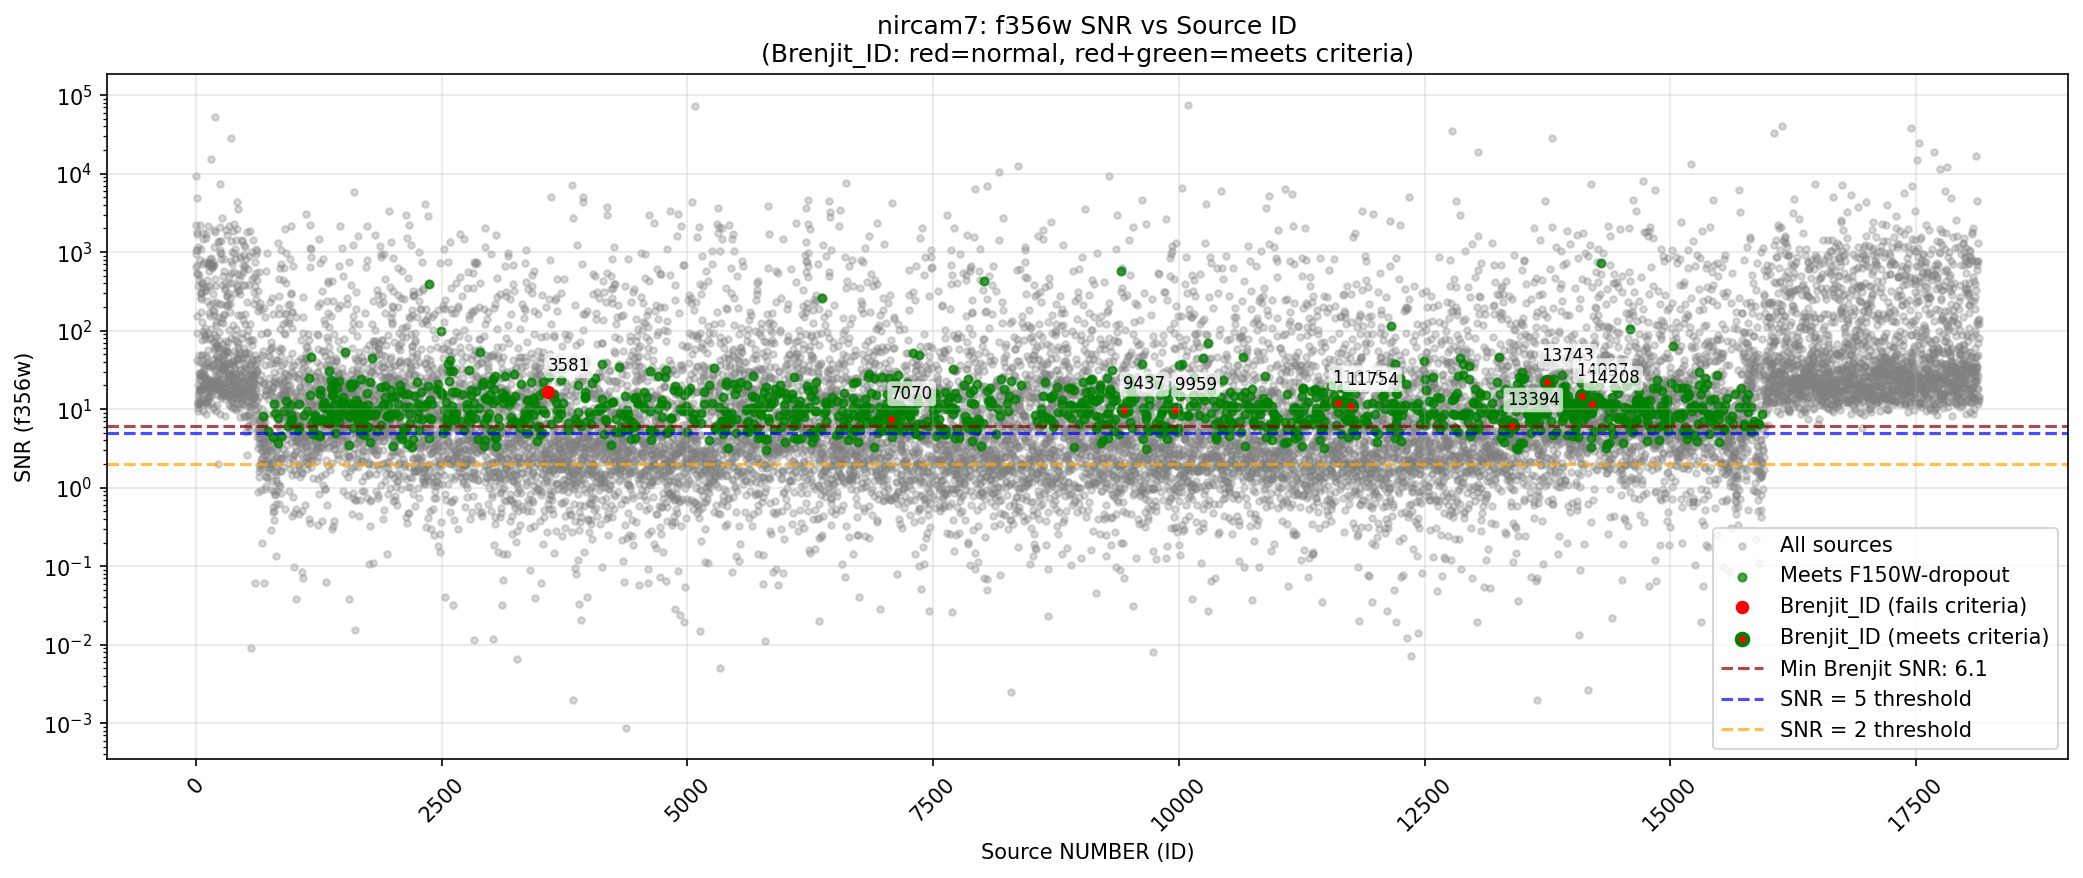 nircam7: f356w SNR vs Source ID
(Brenjit_ID: red=normal, red+green=meets criteria)
SNR (f356w)
10^5
10^4
10^3
10^2
10^1
10^0
10^-1
10^-2
10^-3
3581
7070
9437
9959
11754
13394
13743
14208
All sources
Meets F150W-dropout
Brenjit_ID (fails criteria)
Brenjit_ID (meets criteria)
Min Brenjit SNR: 6.1
SNR = 5 threshold
SNR = 2 threshold
0
2500
5000
7500
10000
12500
15000
17500
Source NUMBER (ID)